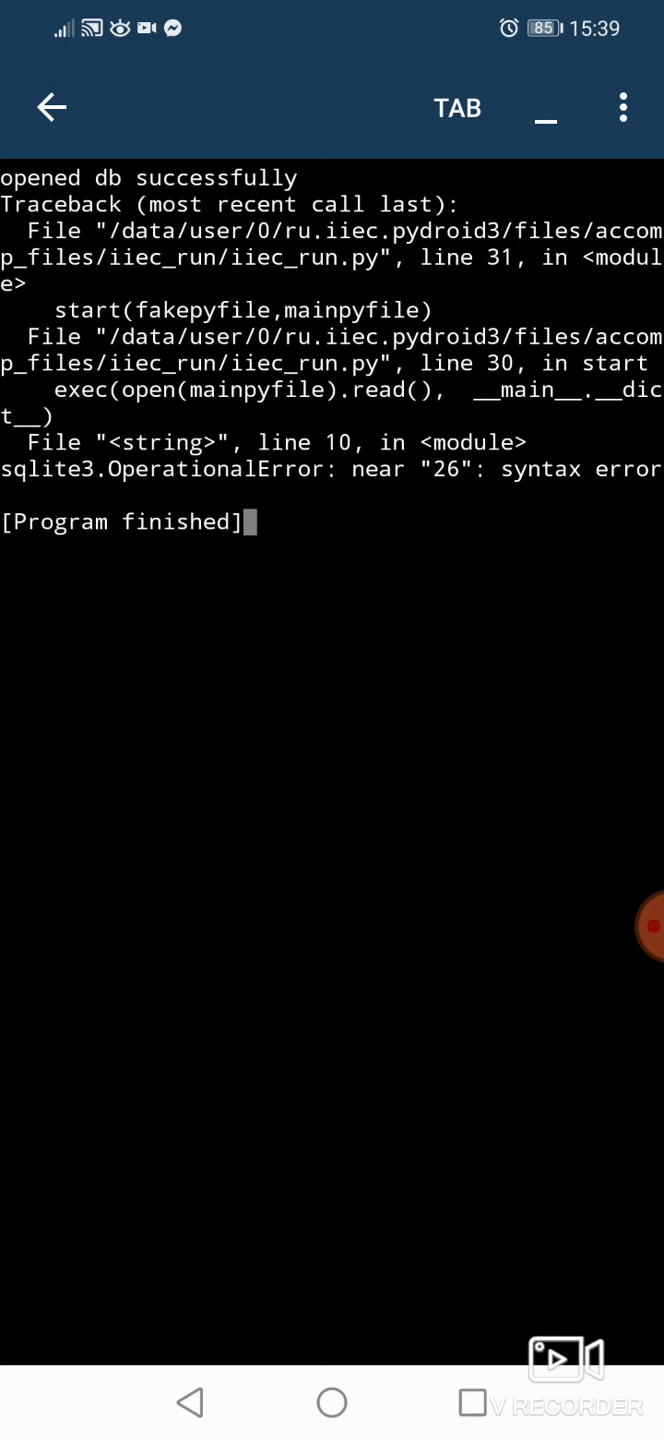 85 15:39
TAB
opened db successfully
Traceback (most recent call last):
  File "/data/user/0/ru.iiec.pydroid3/files/accom
p_files/iiec_run/iiec_run.py", line 31, in <modul
e>
    start(fakepyfile,mainpyfile)
  File "/data/user/0/ru.iiec.pydroid3/files/accom
p_files/iiec_run/iiec_run.py", line 30, in start
    exec(open(mainpyfile).read(),  __main__.__dic
t__)
  File "<string>", line 10, in <module>
sqlite3.OperationalError: near "26": syntax error
[Program finished]
V RECORDER